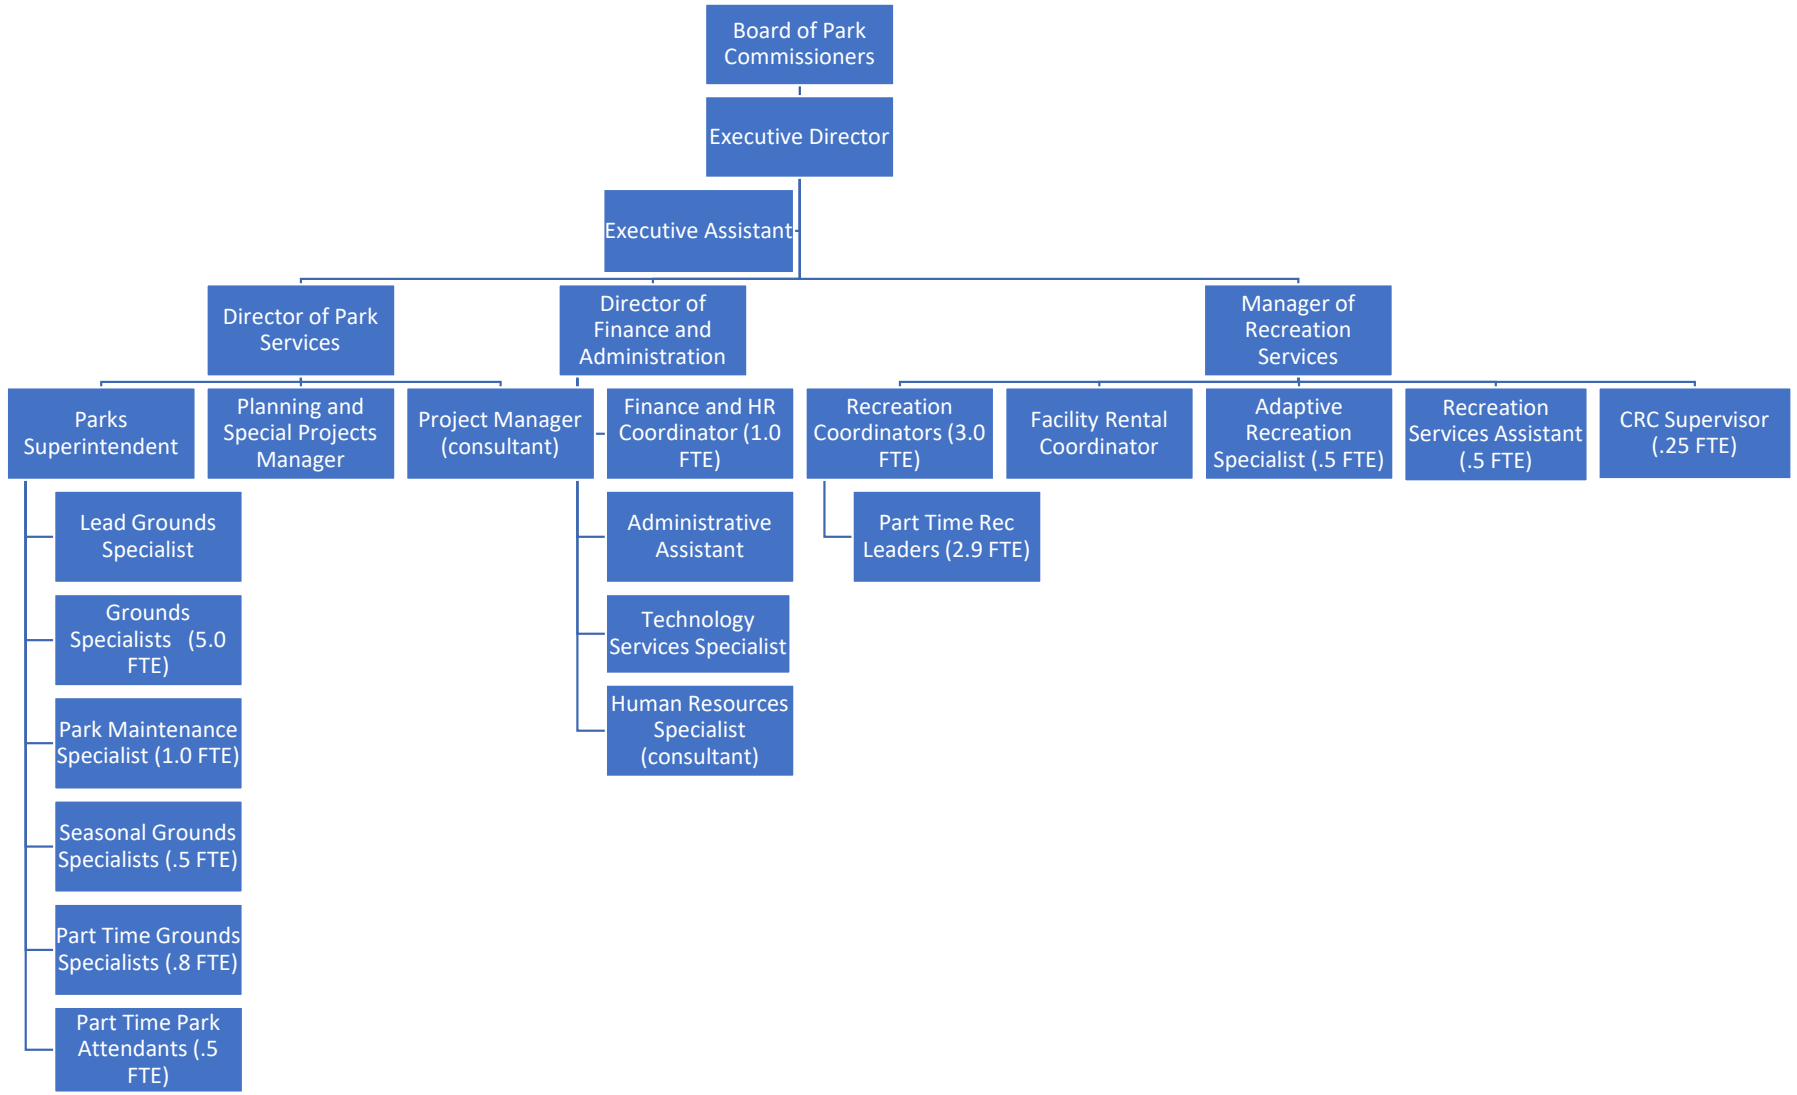 Board of Park
Commissioners
Executive Director
Executive Assistant
Director of Park
Services
Director of
Finance and
Administration
Manager of
Recreation
Services
Parks
Superintendent
Planning and
Special Projects
Manager
Project Manager
(consultant)
Finance and HR
Coordinator (1.0
FTE)
Recreation
Coordinators (3.0
FTE)
Facility Rental
Coordinator
Adaptive
Recreation
Specialist (.5 FTE)
Recreation
Services Assistant
(.5 FTE)
CRC Supervisor
(.25 FTE)
Lead Grounds
Specialist
Grounds
Specialists (5.0
FTE)
Park Maintenance
Specialist (1.0 FTE)
Seasonal Grounds
Specialists (.5 FTE)
Part Time Grounds
Specialists (.8 FTE)
Part Time Park
Attendants (.5
FTE)
Administrative
Assistant
Technology
Services Specialist
Human Resources
Specialist
(consultant)
Part Time Rec
Leaders (2.9 FTE)